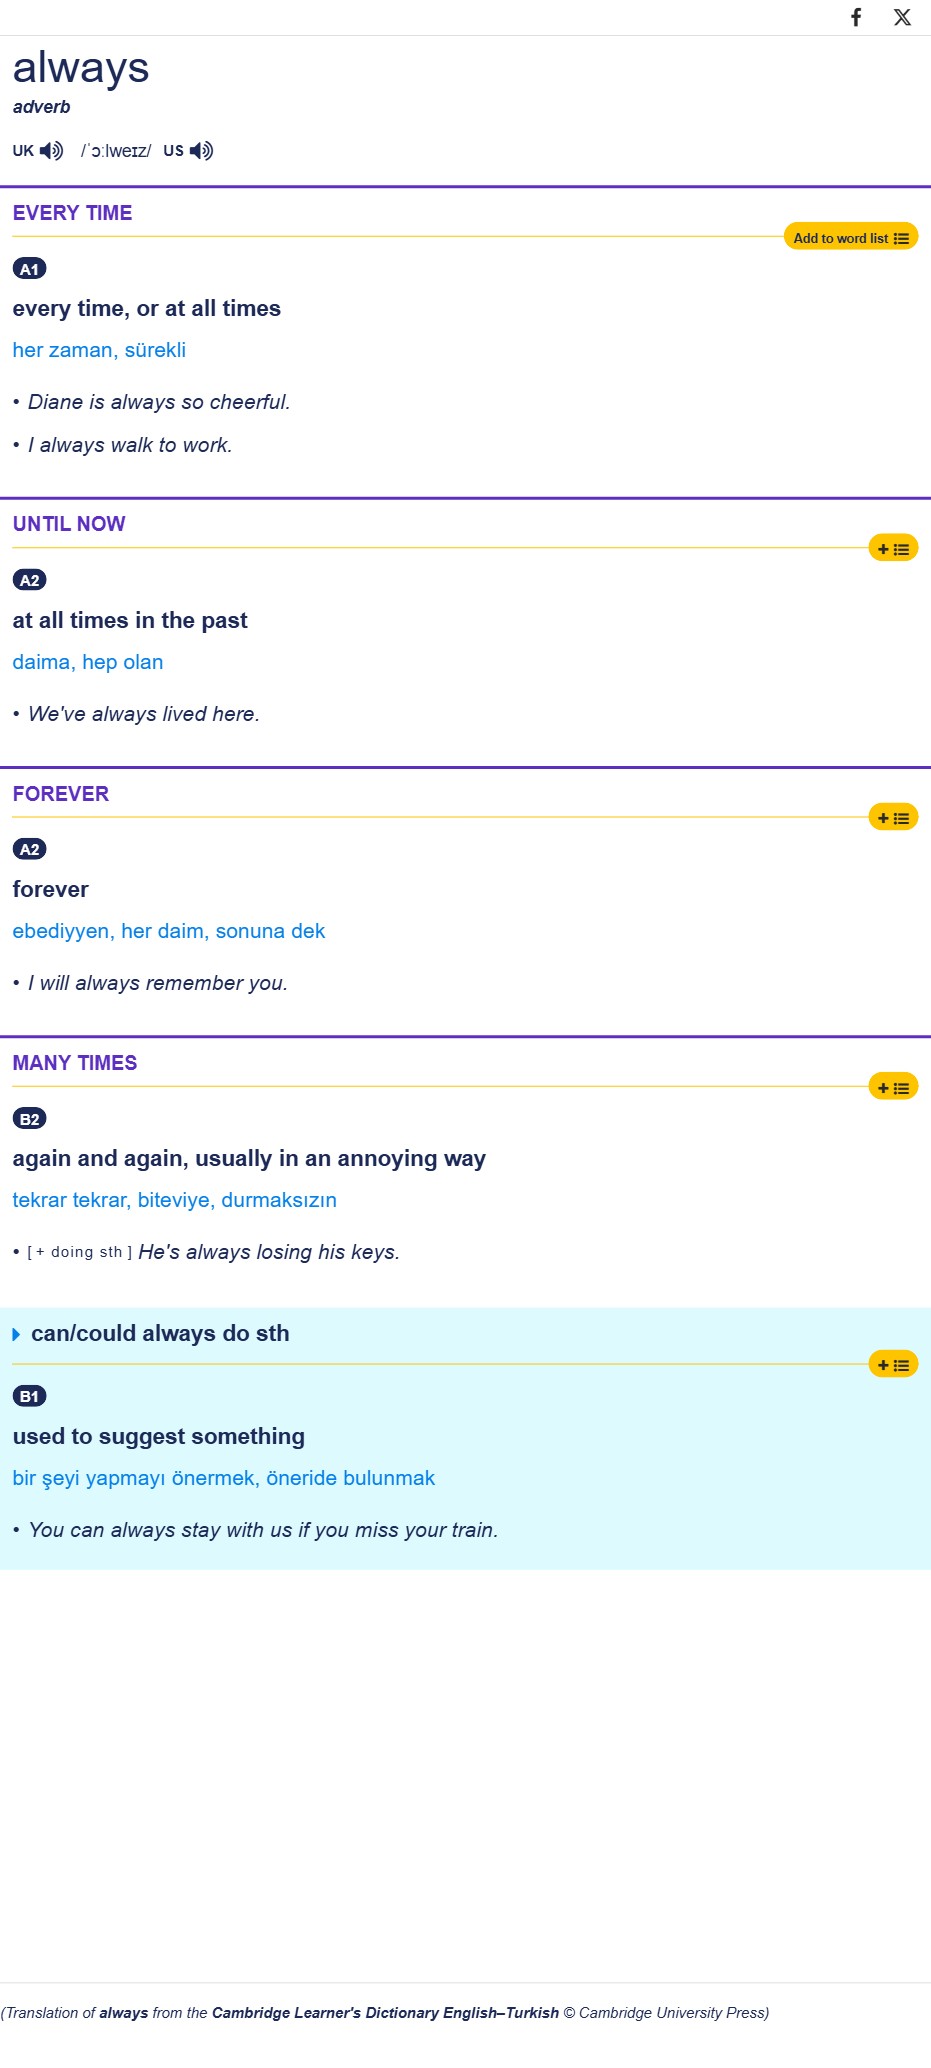 always
adverb
UK /ˈɔːlweɪz/ US
EVERY TIME
Add to word list
A1
every time, or at all times
her zaman, sürekli
• Diane is always so cheerful.
• I always walk to work.
UNTIL NOW
A2
at all times in the past
daima, hep olan
• We've always lived here.
FOREVER
A2
forever
ebediyyen, her daim, sonuna dek
• I will always remember you.
MANY TIMES
B2
again and again, usually in an annoying way
tekrar tekrar, biteviye, durmaksızın
• [ + doing sth ] He's always losing his keys.
can/could always do sth
B1
used to suggest something
bir şeyi yapmayı önermek, öneride bulunmak
• You can always stay with us if you miss your train.
(Translation of always from the Cambridge Learner's Dictionary English–Turkish © Cambridge University Press)